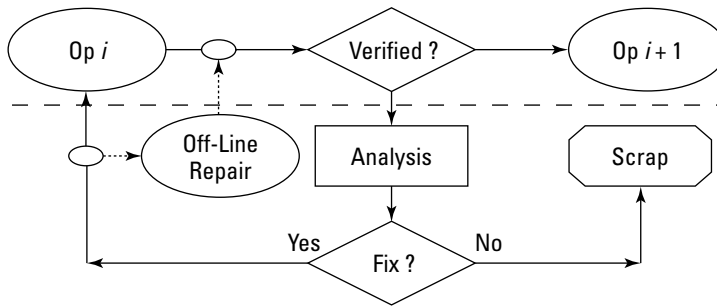 Op i
Verified ?
Op i + 1
Off-Line
Repair
Analysis
Scrap
Yes
Fix ?
No